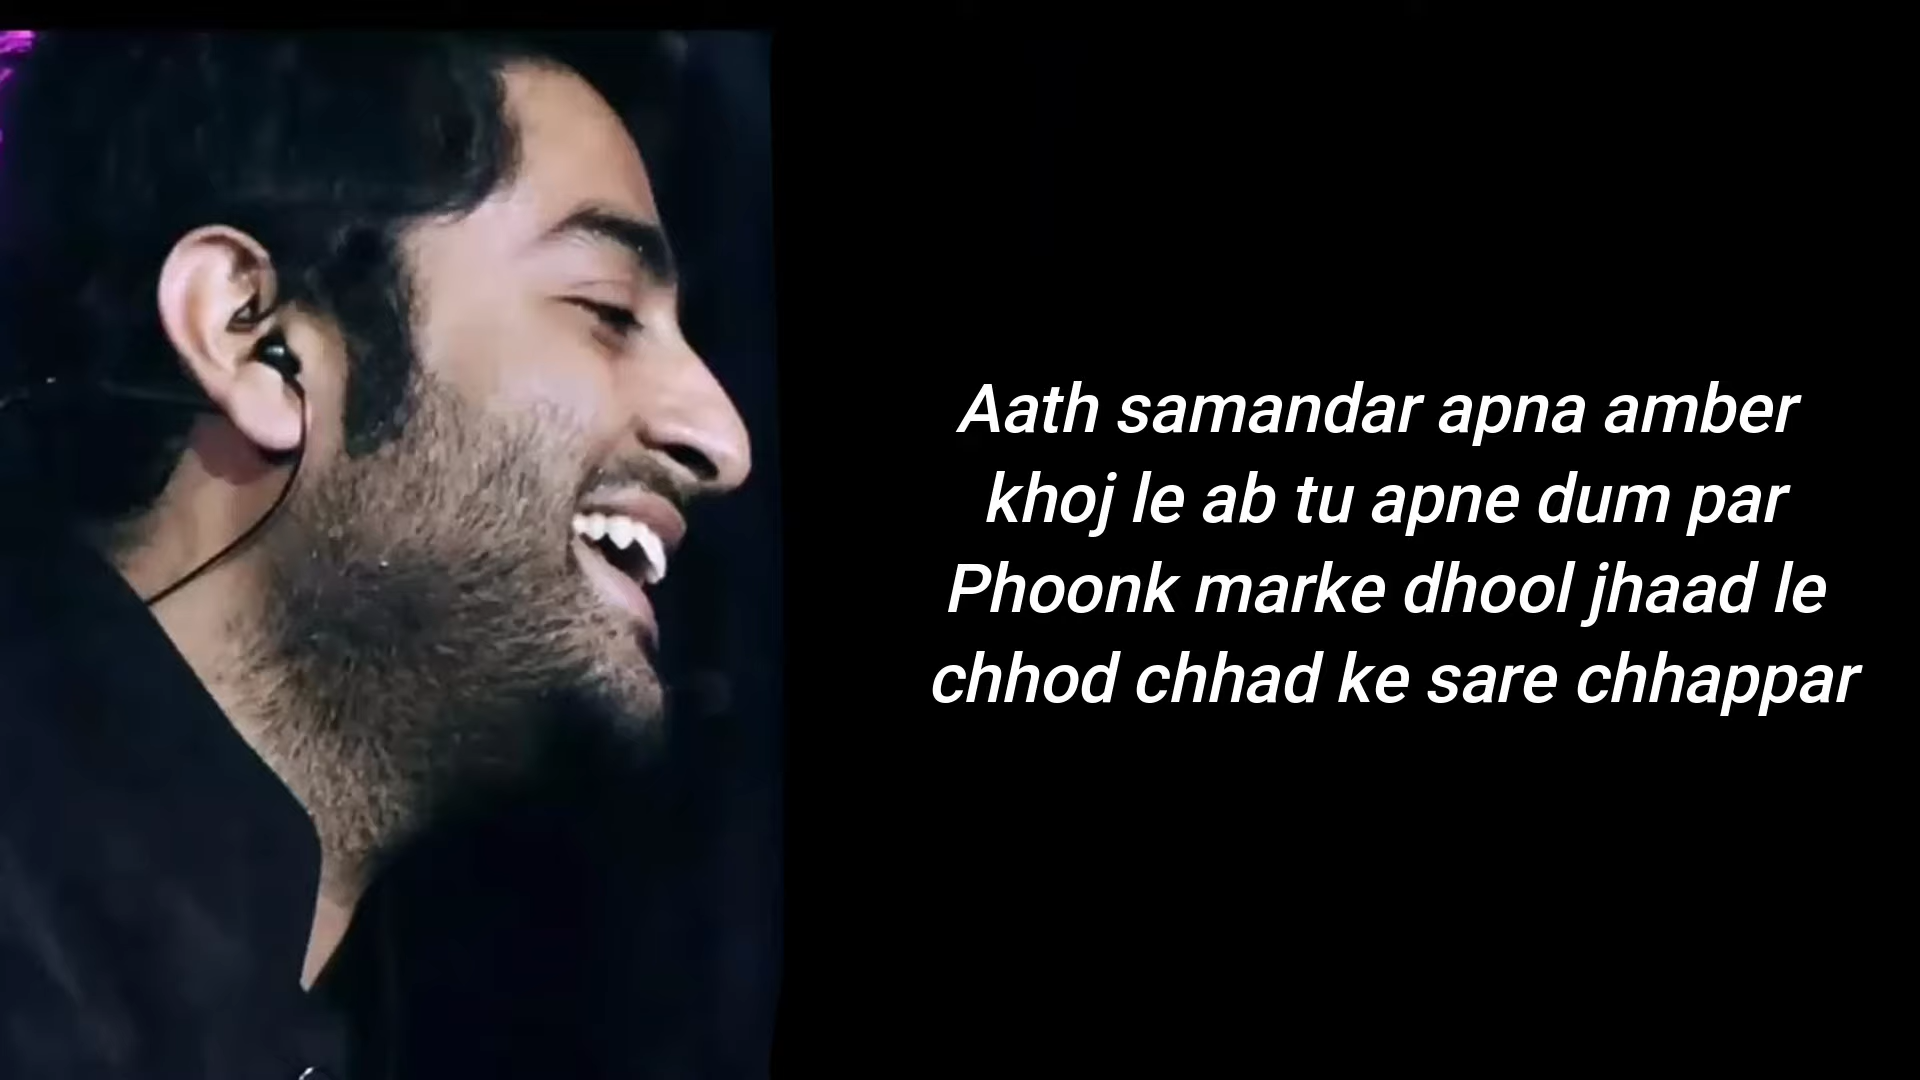 Aath samandar apna amber
khoj le ab tu apne dum par
Phoonk marke dhool jhaad le
chhod chhad ke sare chhappar